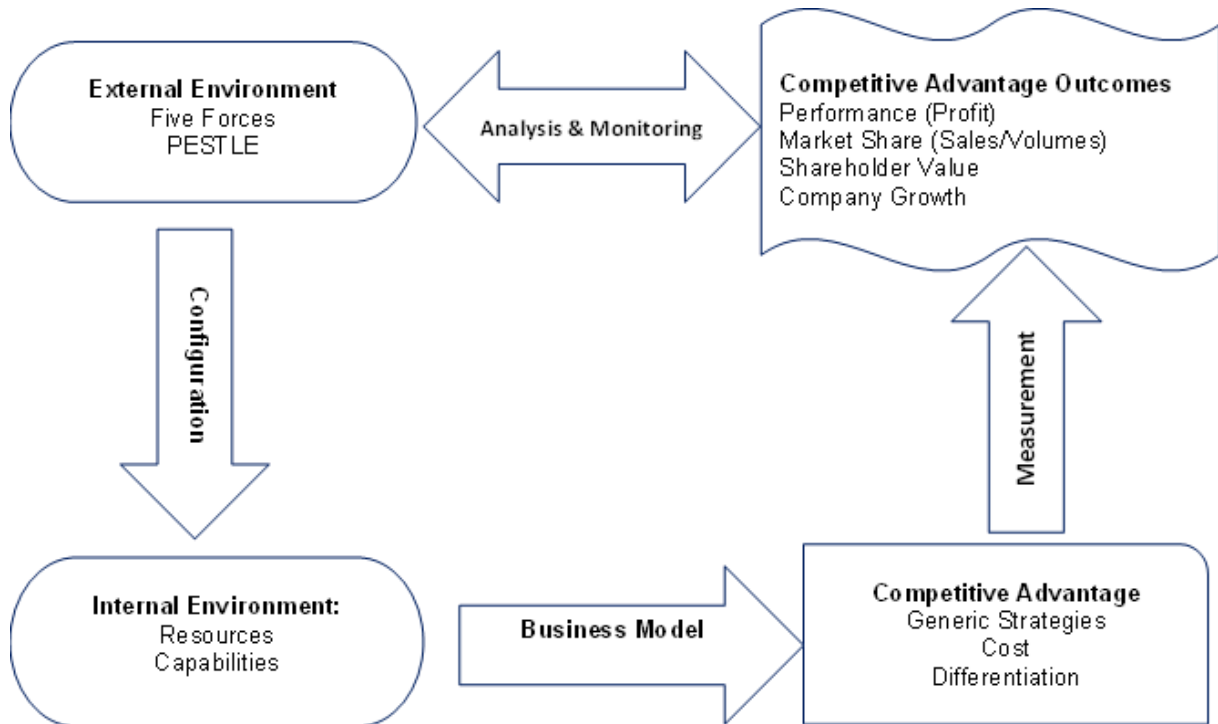 External Environment
Five Forces
PESTLE
Analysis & Monitoring
Competitive Advantage Outcomes
Performance (Profit)
Market Share (Sales/Volumes)
Shareholder Value
Company Growth
Configuration
Measurement
Internal Environment:
Resources
Capabilities
Business Model
Competitive Advantage
Generic Strategies
Cost
Differentiation